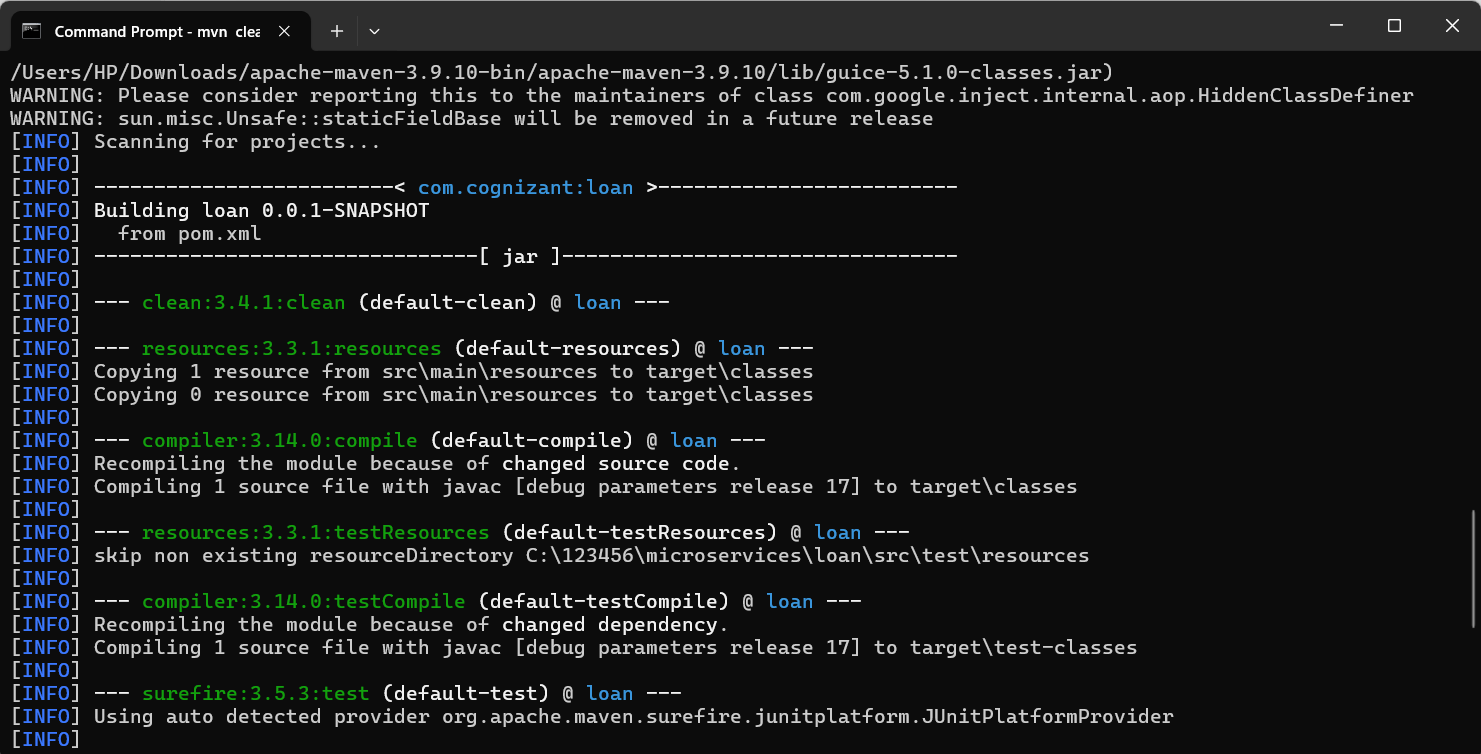 Command Prompt - mvn  clea
/Users/HP/Downloads/apache-maven-3.9.10-bin/apache-maven-3.9.10/lib/guice-5.1.0-classes.jar)
WARNING: Please consider reporting this to the maintainers of class com.google.inject.internal.aop.HiddenClassDefiner
WARNING: sun.misc.Unsafe::staticFieldBase will be removed in a future release
[INFO] Scanning for projects...
[INFO]
[INFO] -------------------------< com.cognizant:loan >-------------------------
[INFO] Building loan 0.0.1-SNAPSHOT
[INFO]   from pom.xml
[INFO] --------------------------------[ jar ]---------------------------------
[INFO]
[INFO] --- clean:3.4.1:clean (default-clean) @ loan ---
[INFO]
[INFO] --- resources:3.3.1:resources (default-resources) @ loan ---
[INFO] Copying 1 resource from src\main\resources to target\classes
[INFO] Copying 0 resource from src\main\resources to target\classes
[INFO]
[INFO] --- compiler:3.14.0:compile (default-compile) @ loan ---
[INFO] Recompiling the module because of changed source code.
[INFO] Compiling 1 source file with javac [debug parameters release 17] to target\classes
[INFO]
[INFO] --- resources:3.3.1:testResources (default-testResources) @ loan ---
[INFO] skip non existing resourceDirectory C:\123456\microservices\loan\src\test\resources
[INFO]
[INFO] --- compiler:3.14.0:testCompile (default-testCompile) @ loan ---
[INFO] Recompiling the module because of changed dependency.
[INFO] Compiling 1 source file with javac [debug parameters release 17] to target\test-classes
[INFO]
[INFO] --- surefire:3.5.3:test (default-test) @ loan ---
[INFO] Using auto detected provider org.apache.maven.surefire.junitplatform.JUnitPlatformProvider
[INFO]